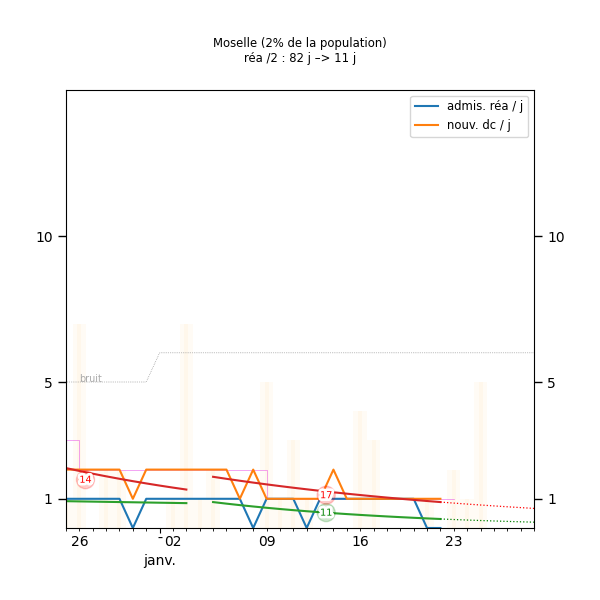 Moselle (2% de la population)
réa /2 : 82 j –> 11 j
admis. réa / j
nouv. dc / j
10
10
5
5
bruit
14
17
11
1
1
26
02
09
16
23
janv.